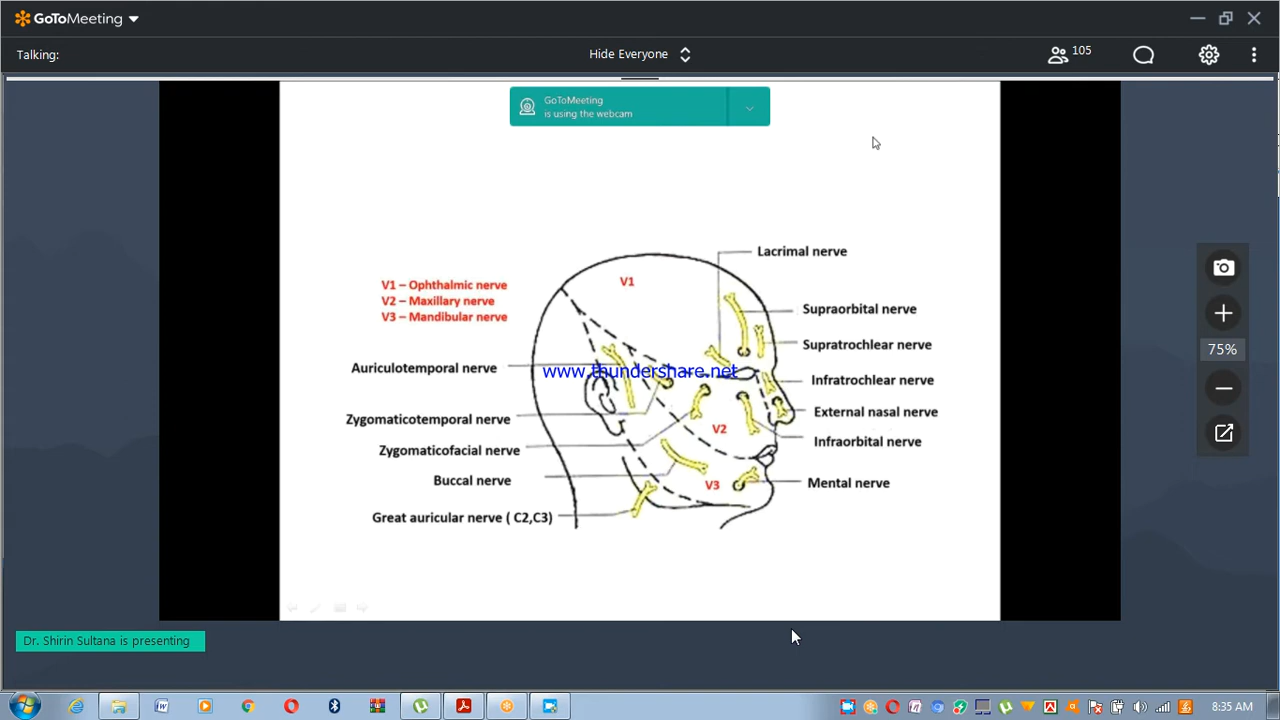 GoToMeeting
Talking:
Hide Everyone
105
GoToMeeting
is using the webcam
Lacrimal nerve
V1
V1 – Ophthalmic nerve
V2 – Maxillary nerve
V3 – Mandibular nerve
Supraorbital nerve
Supratrochlear nerve
75%
Auriculotemporal nerve
www.thundershare.net
Infratrochlear nerve
External nasal nerve
Zygomaticotemporal nerve
V2
Infraorbital nerve
Zygomaticofacial nerve
Buccal nerve
V3
Mental nerve
Great auricular nerve ( C2,C3)
Dr. Shirin Sultana is presenting
8:35 AM